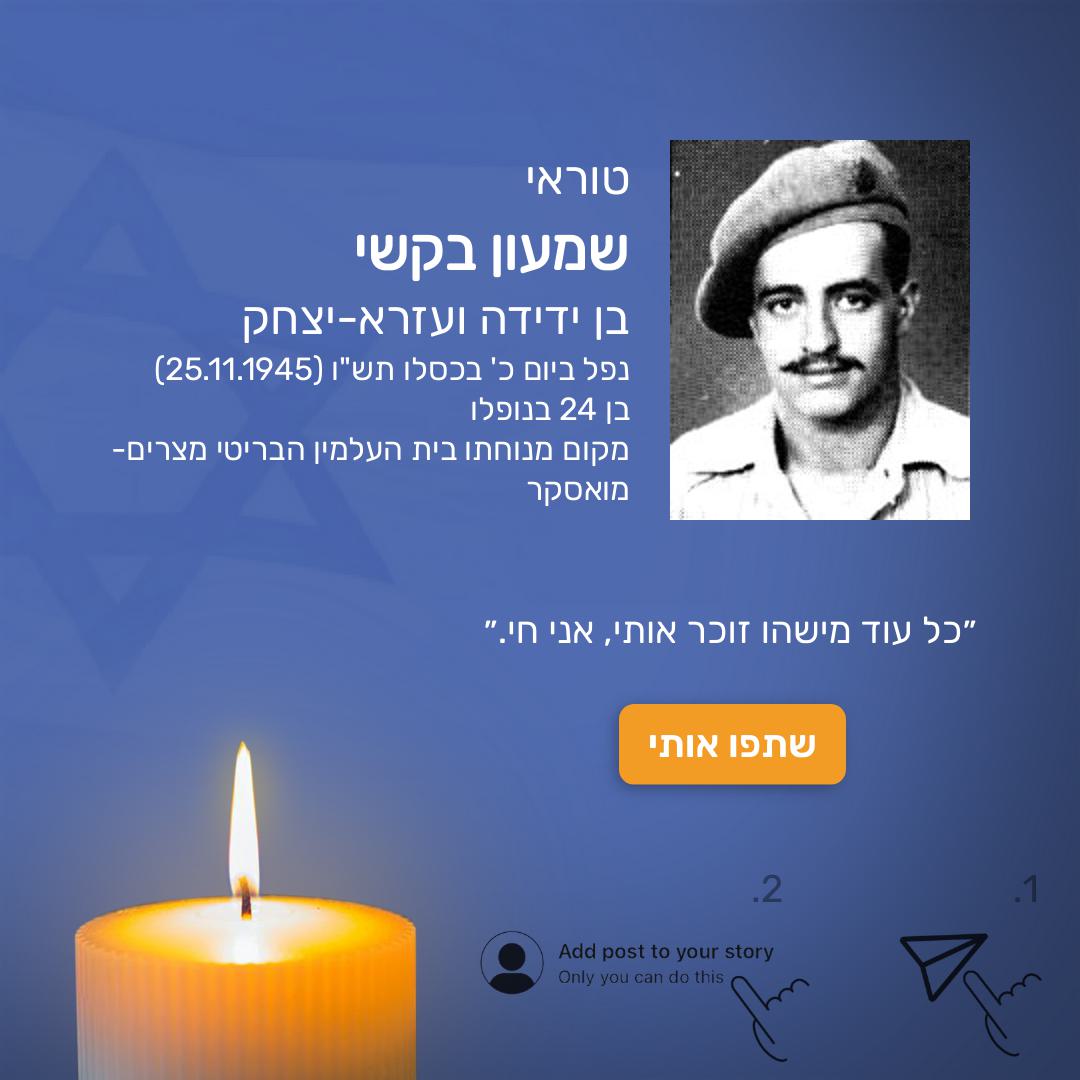 טוראי
שמעון בקשי
בן ידידה ועזרא-יצחק
נפל ביום כ' בכסלו תש"ו (25.11.1945)
בן 24 בנופלו
מקום מנוחתו בית העלמין הבריטי מצרים-
מואסקר
״כל עוד מישהו זוכר אותי, אני חי.״
שתפו אותי
1.
2.
Add post to your story
Only you can do this